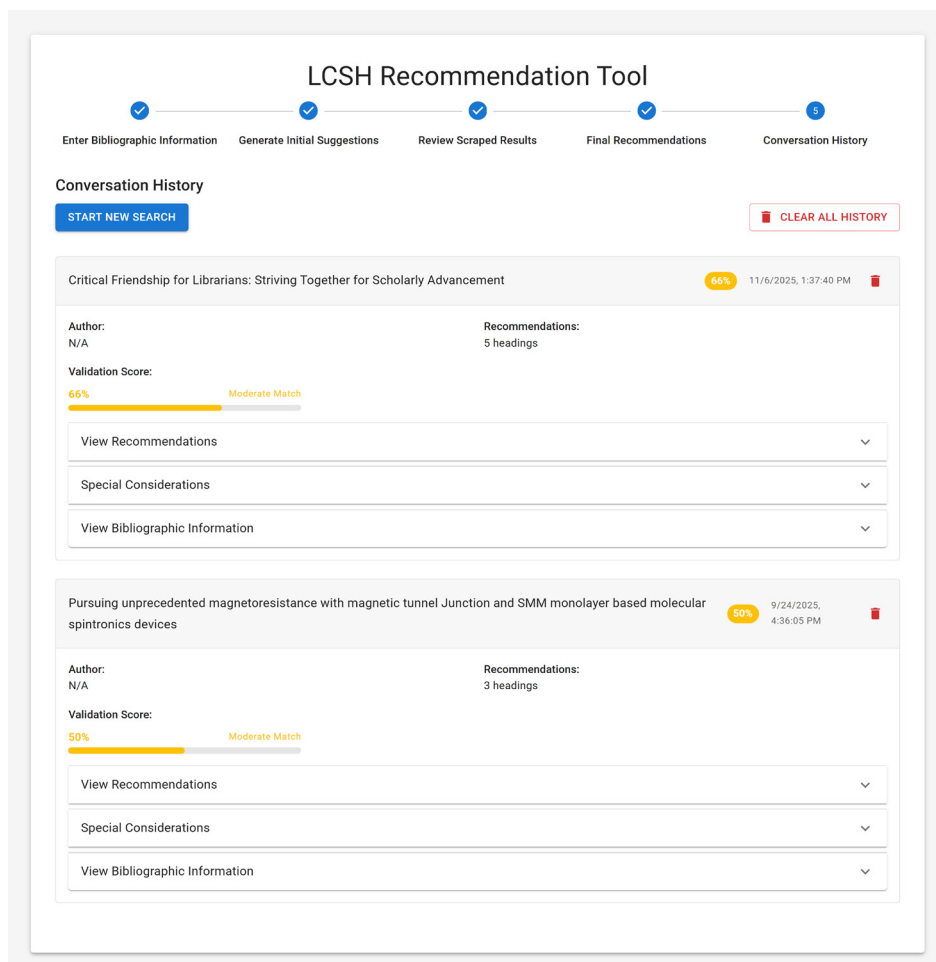 LCSH Recommendation Tool
5
Enter Bibliographic Information
Generate Initial Suggestions
Review Scraped Results
Final Recommendations
Conversation History
Conversation History
START NEW SEARCH
CLEAR ALL HISTORY
Critical Friendship for Librarians: Striving Together for Scholarly Advancement
66%
11/6/2025, 1:37:40 PM
Author:
N/A
Recommendations:
5 headings
Validation Score:
66%
Moderate Match
View Recommendations
Special Considerations
View Bibliographic Information
Pursuing unprecedented magnetoresistance with magnetic tunnel Junction and SMM monolayer based molecular
spintronics devices
50%
9/24/2025,
4:36:05 PM
Author:
N/A
Recommendations:
3 headings
Validation Score:
50%
Moderate Match
View Recommendations
Special Considerations
View Bibliographic Information